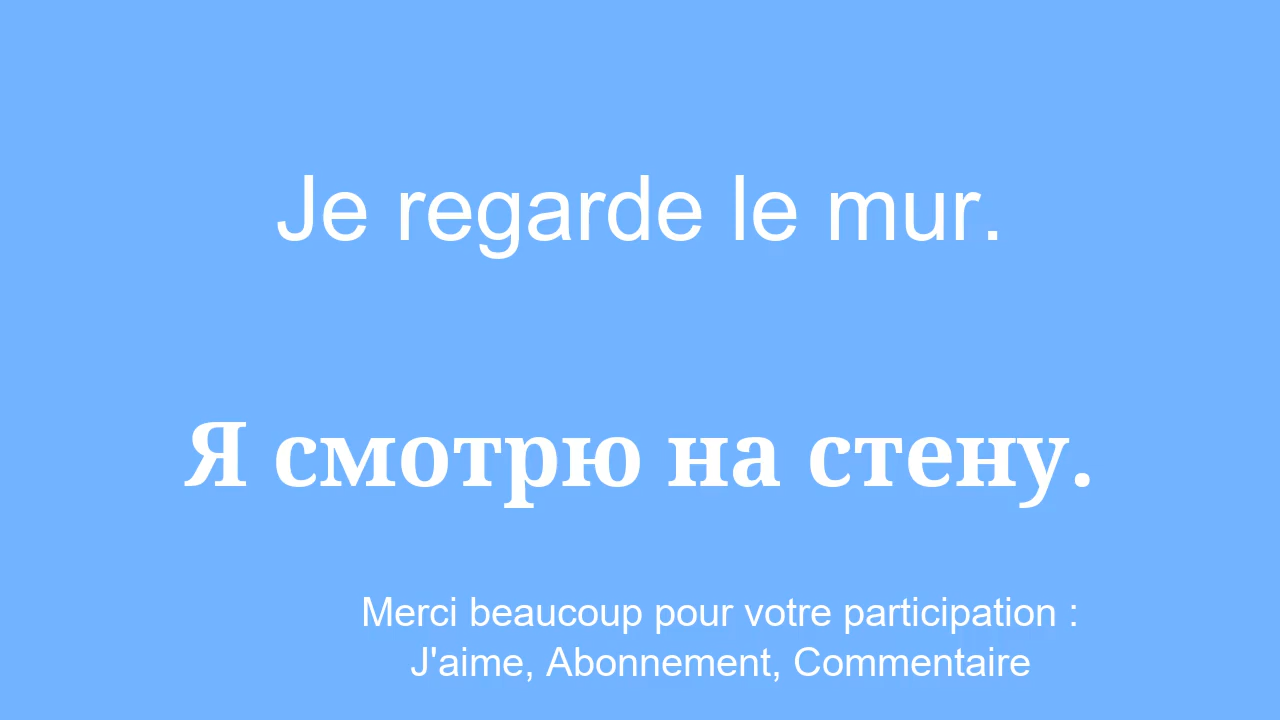 Je regarde le mur.
Я смотрю на стену.
Merci beaucoup pour votre participation :
J'aime, Abonnement, Commentaire